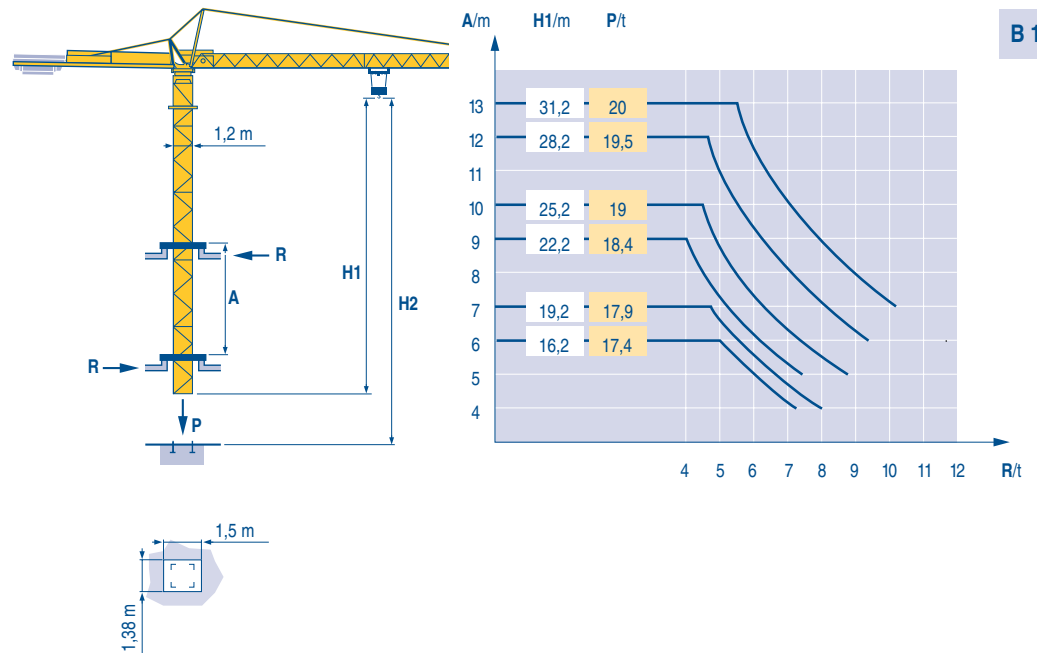 A/m H1/m P/t
B 1
13 31,2 20
12 28,2 19,5
11
10 25,2 19
9 22,2 18,4
8
7 19,2 17,9
6 16,2 17,4
5
4
4 5 6 7 8 9 10 11 12 R/t
1,2 m
R
A
H1
H2
R
P
1,5 m
1,38 m